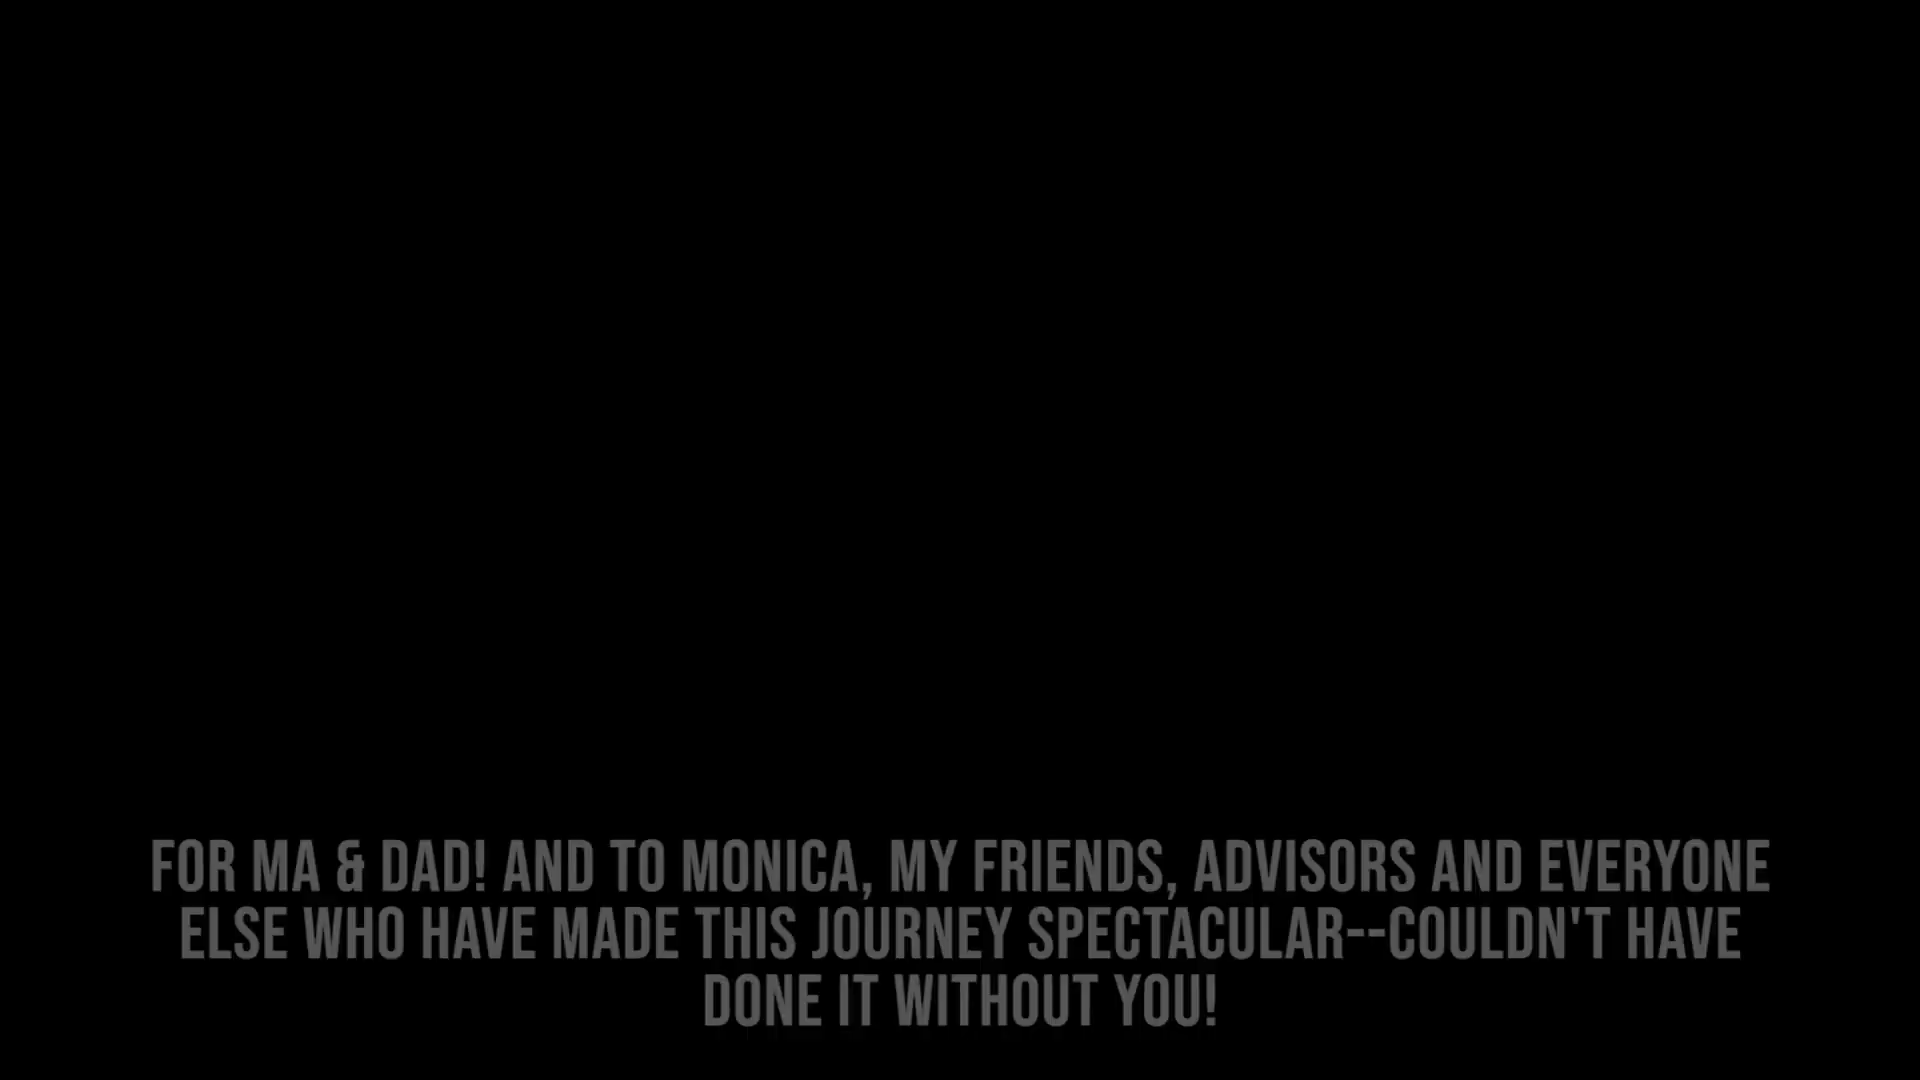 FOR MA & DAD! AND TO MONICA, MY FRIENDS, ADVISORS AND EVERYONE
ELSE WHO HAVE MADE THIS JOURNEY SPECTACULAR--COULDN'T HAVE
DONE IT WITHOUT YOU!